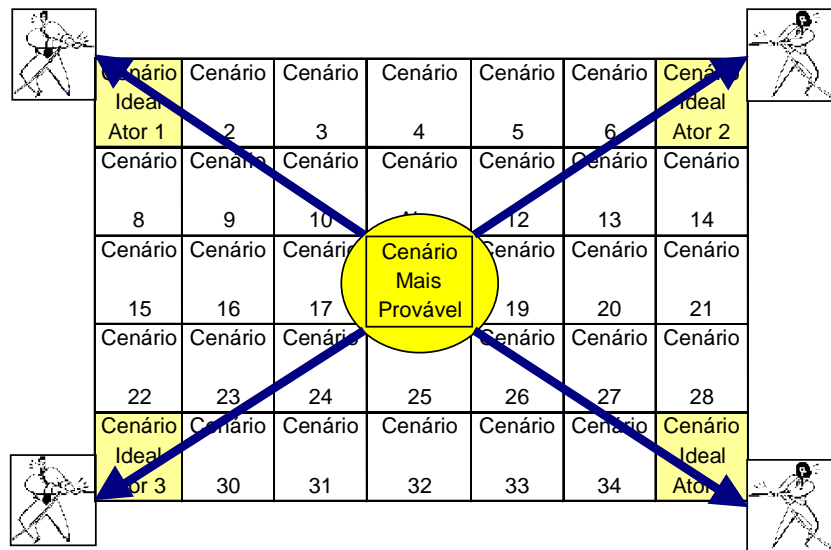 Cenário Cenário Cenário Cenário Cenário Cenário Cenário
Ideal Ideal
Ator 1 2 3 4 5 6 Ator 2
Cenário Cenário Cenário Cenário Cenário Cenário Cenário
8 9 10 12 13 14
Cenário Cenário Cenário Cenário Cenário Cenário Cenário
Mais
15 16 17 Provável 19 20 21
Cenário Cenário Cenário Cenário Cenário Cenário
22 23 24 25 26 27 28
Cenário Cenário Cenário Cenário Cenário Cenário Cenário
Ideal Ideal
Ator 3 30 31 32 33 34 Ator